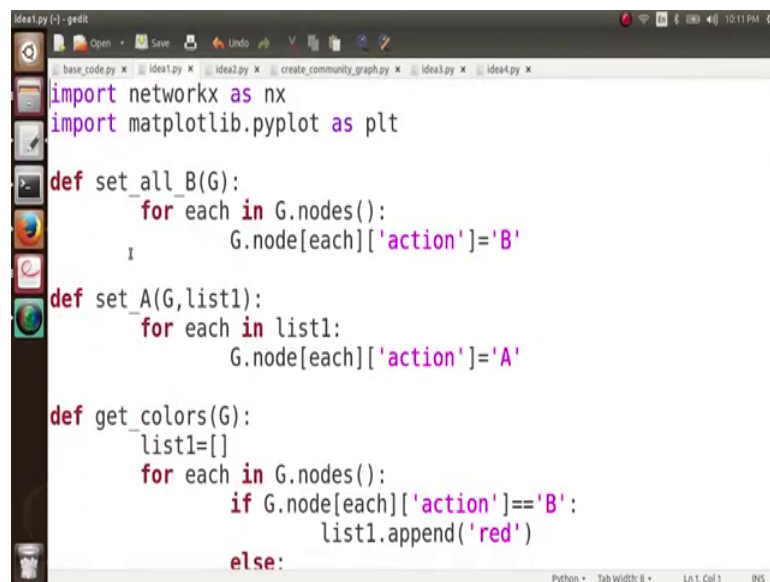 idea1.py (~) - gedit
En 10:11 PM
Open Save Undo
base_code.py × idea1.py × idea2.py × create_community_graph.py × idea3.py × idea4.py ×
import networkx as nx
import matplotlib.pyplot as plt
def set_all_B(G):
for each in G.nodes():
G.node[each]['action']='B'
def set_A(G,list1):
for each in list1:
G.node[each]['action']='A'
def get_colors(G):
list1=[]
for each in G.nodes():
if G.node[each]['action']=='B':
list1.append('red')
else:
Python Tab Width: 8 Ln 1, Col 1 INS